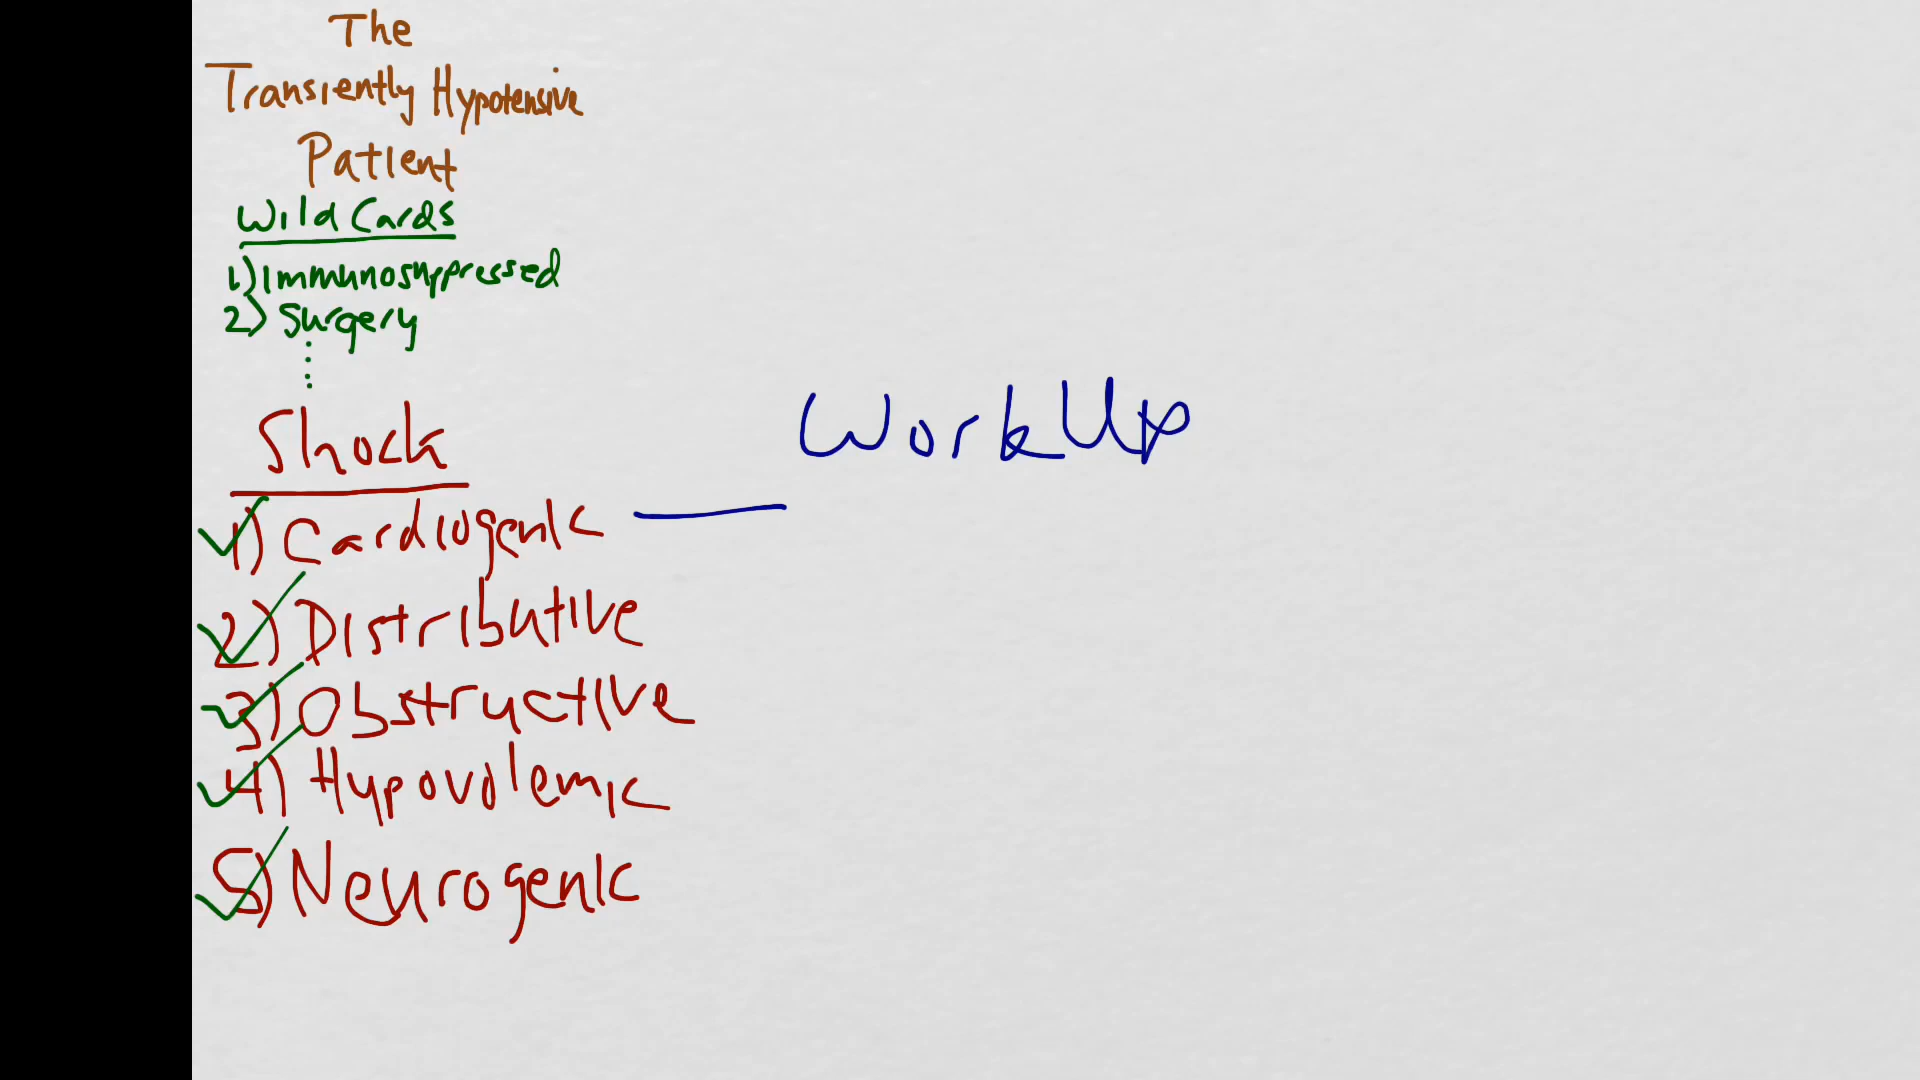 The
Transiently Hypotensive
Patient
Wild Cards
1) Immunosuppressed
2) Surgery
Shock
1) Cardiogenic
2) Distributive
3) Obstructive
4) Hypovolemic
5) Neurogenic
WorkUp